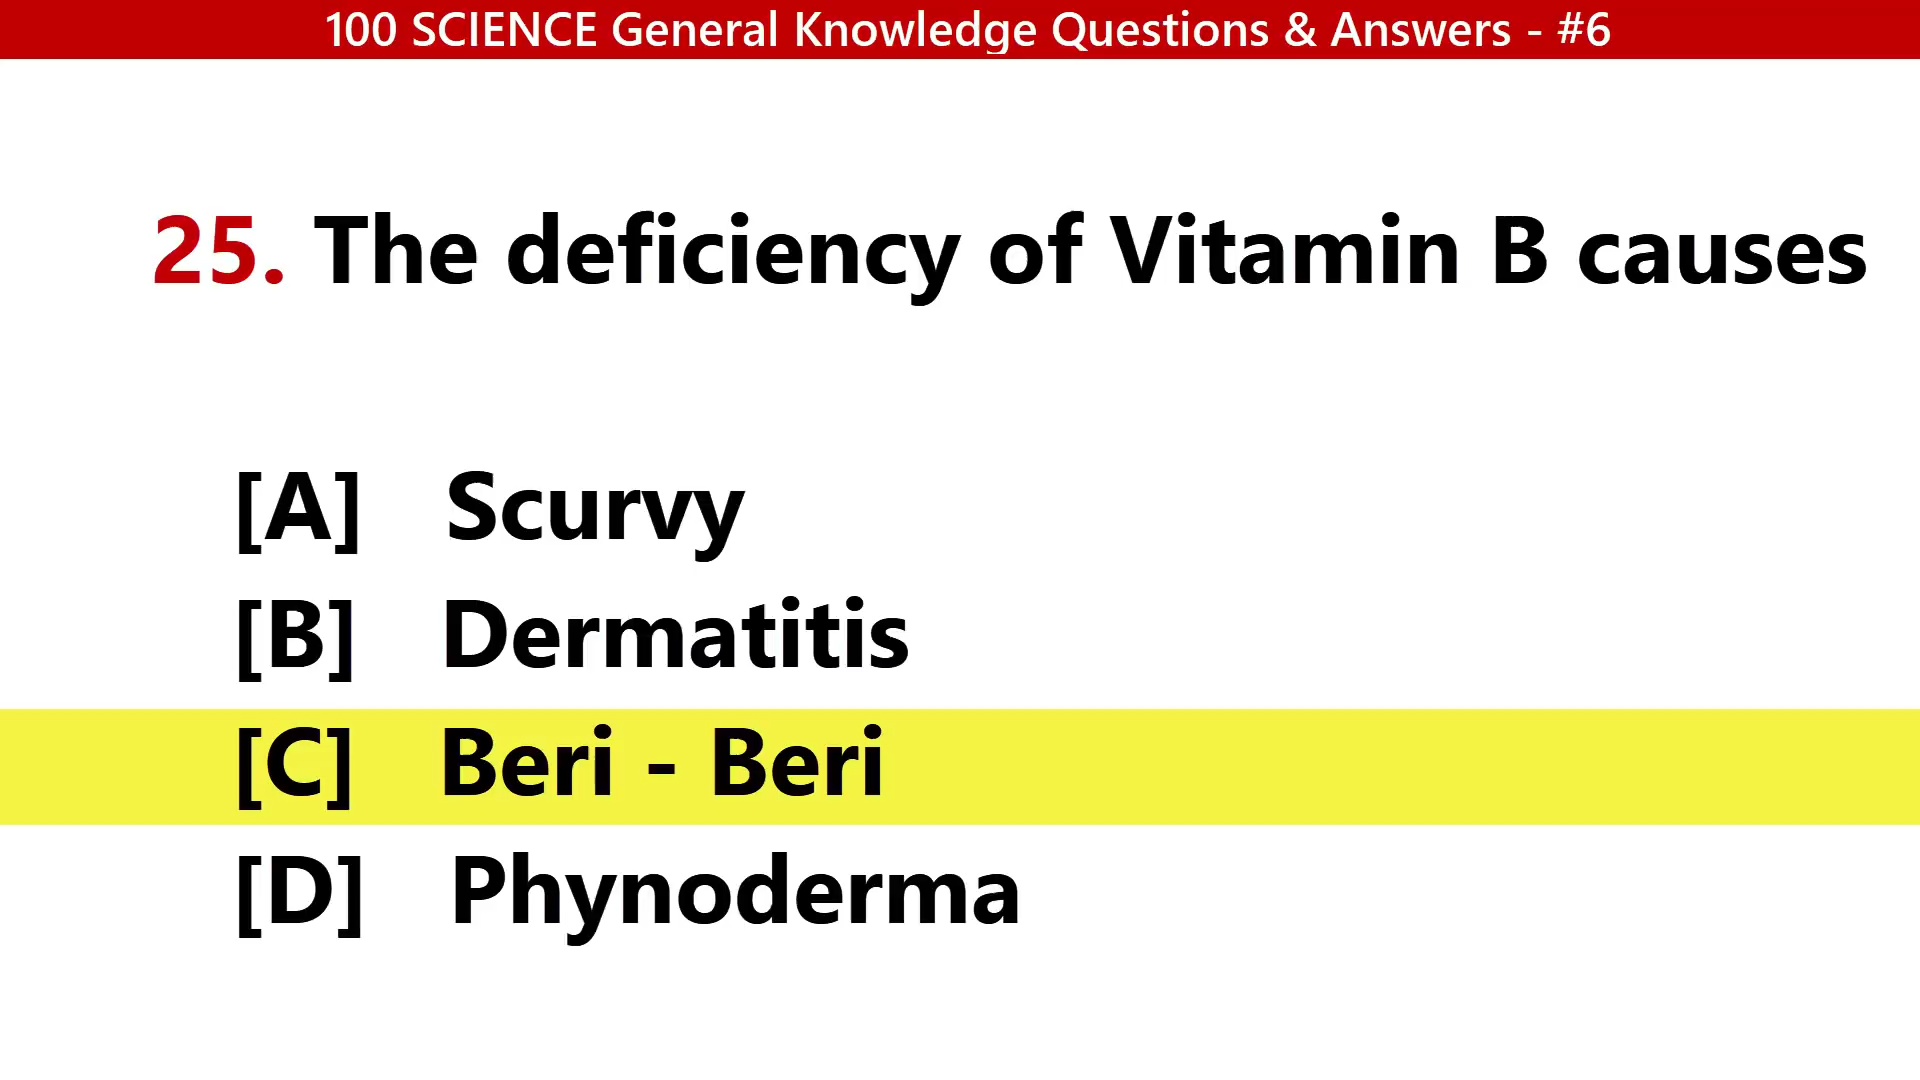 100 SCIENCE General Knowledge Questions & Answers - #6
25. The deficiency of Vitamin B causes
[A] Scurvy
[B] Dermatitis
[C] Beri - Beri
[D] Phynoderma